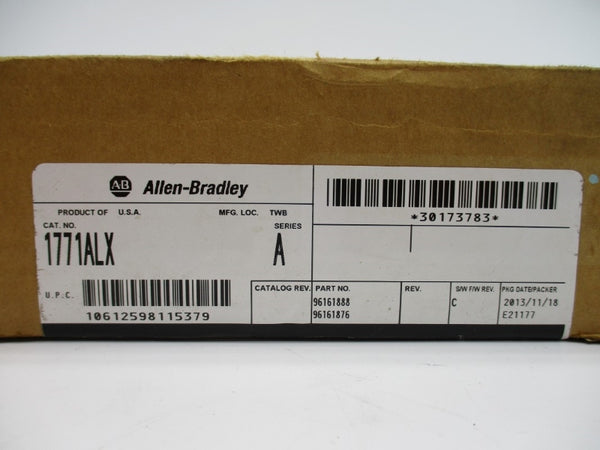 AB Allen-Bradley
*30173783*
PRODUCT OF U.S.A. MFG. LOC. TWB
CAT. NO. SERIES
1771ALX A
U.P.C.
10612598115379
CATALOG REV. PART NO. REV. S/W F/W REV. PKG DATE/PACKER
96161888 C 2013/11/18
96161876 E21177